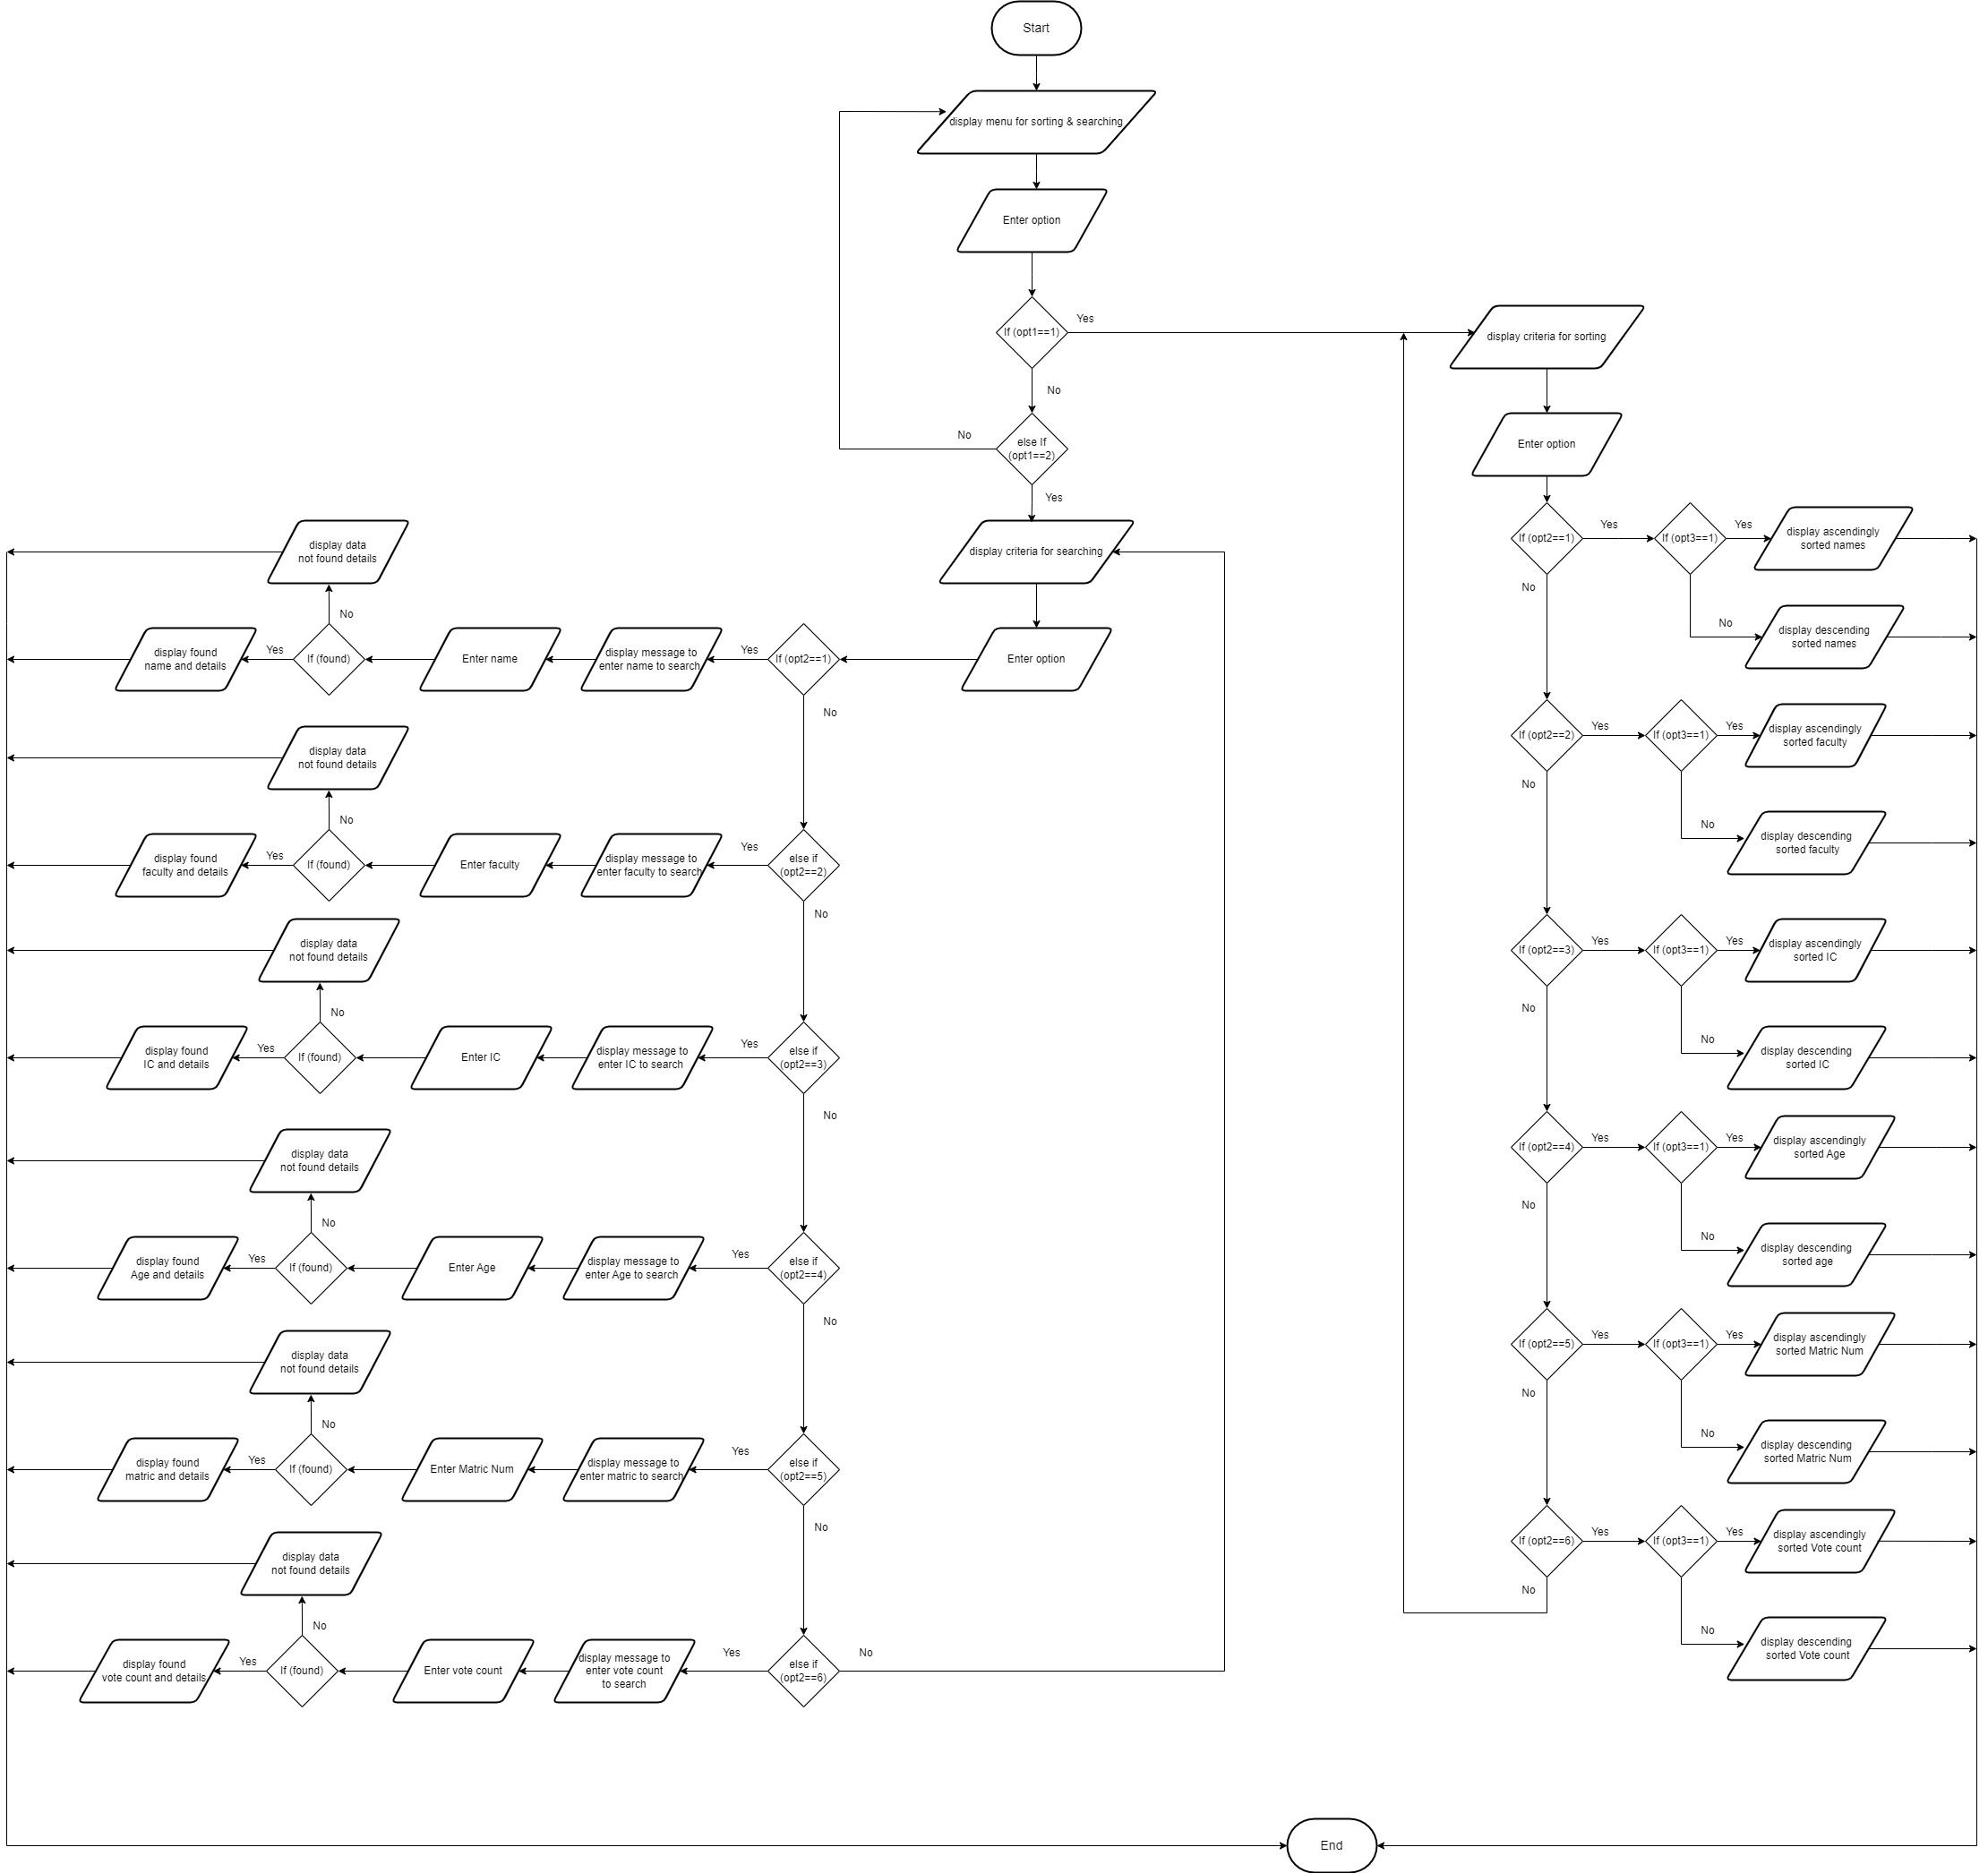 Start
display menu for sorting & searching
Enter option
If (opt1==1)
Yes
No
else If
(opt1==2)
No
Yes
display criteria for searching
Enter option
If (opt2==1)
Yes
No
display message to
enter name to search
Enter name
If (found)
Yes
No
display found
name and details
display data
not found details
else if
(opt2==2)
Yes
No
display message to
enter faculty to search
Enter faculty
If (found)
Yes
No
display found
faculty and details
display data
not found details
else if
(opt2==3)
Yes
No
display message to
enter IC to search
Enter IC
If (found)
Yes
No
display found
IC and details
display data
not found details
else if
(opt2==4)
Yes
No
display message to
enter Age to search
Enter Age
If (found)
Yes
No
display found
Age and details
display data
not found details
else if
(opt2==5)
Yes
No
display message to
enter matric to search
Enter Matric Num
If (found)
Yes
No
display found
matric and details
display data
not found details
else if
(opt2==6)
Yes
No
display message to
enter vote count
to search
Enter vote count
If (found)
Yes
No
display found
vote count and details
display data
not found details
display criteria for sorting
Enter option
If (opt2==1)
Yes
No
If (opt3==1)
Yes
No
display ascendingly
sorted names
display descending
sorted names
If (opt2==2)
Yes
No
If (opt3==1)
Yes
No
display ascendingly
sorted faculty
display descending
sorted faculty
If (opt2==3)
Yes
No
If (opt3==1)
Yes
No
display ascendingly
sorted IC
display descending
sorted IC
If (opt2==4)
Yes
No
If (opt3==1)
Yes
No
display ascendingly
sorted Age
display descending
sorted age
If (opt2==5)
Yes
No
If (opt3==1)
Yes
No
display ascendingly
sorted Matric Num
display descending
sorted Matric Num
If (opt2==6)
Yes
No
If (opt3==1)
Yes
No
display ascendingly
sorted Vote count
display descending
sorted Vote count
End